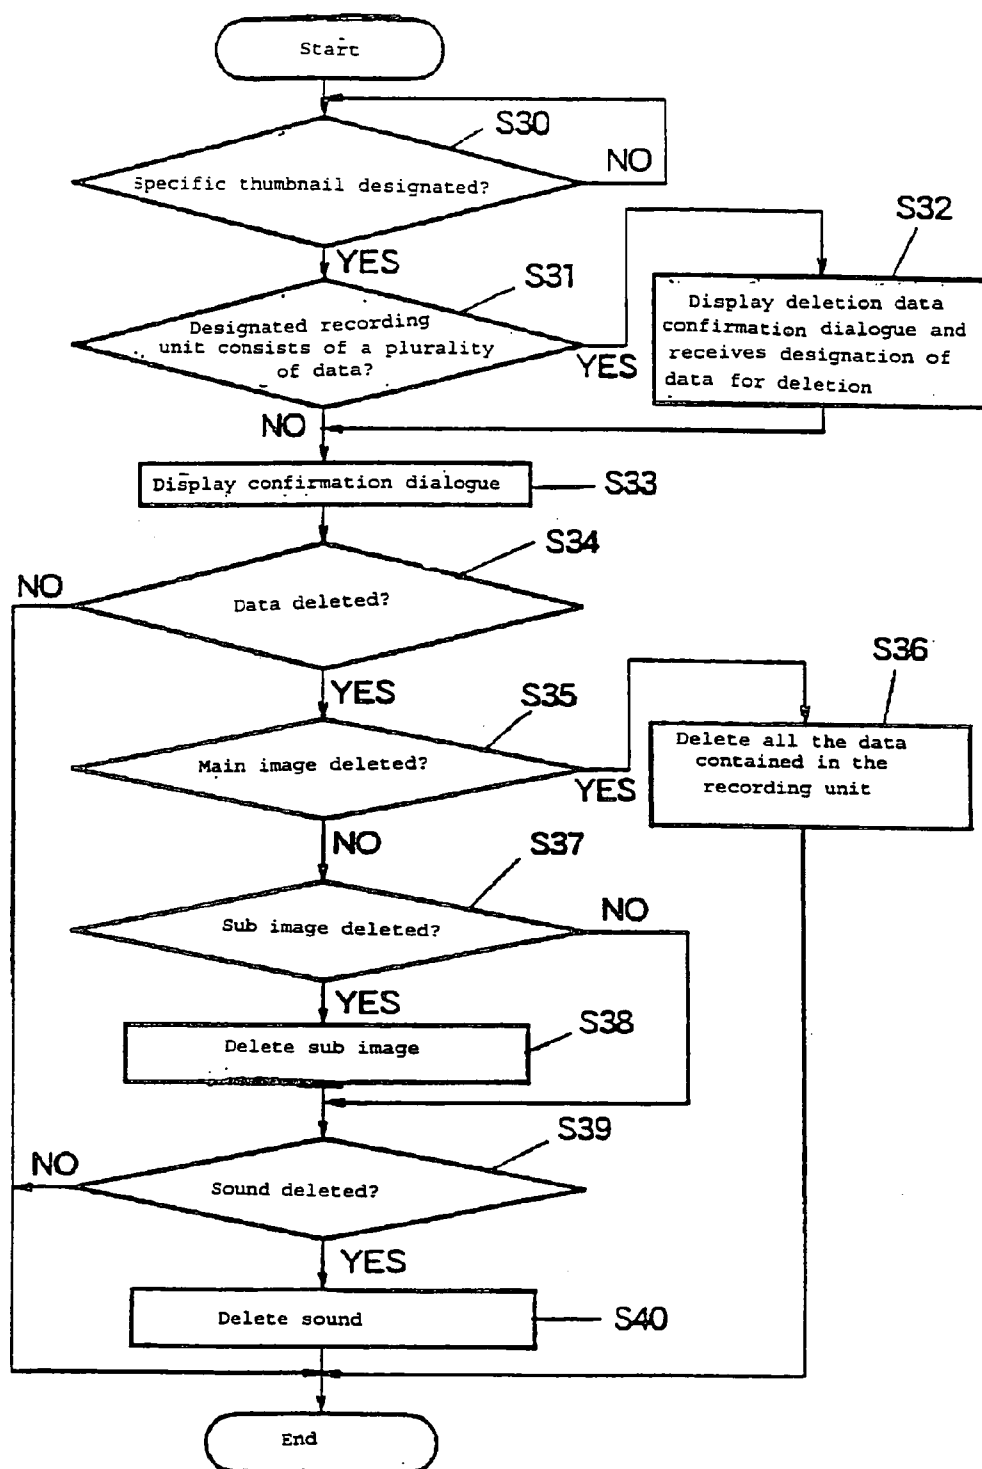 Start
S30
NO
Specific thumbnail designated?
S32
YES
S31
Display deletion data
confirmation dialogue and
receives designation of
data for deletion
Designated recording
unit consists of a plurality
of data?
YES
NO
Display confirmation dialogue
S33
S34
NO
Data deleted?
S36
YES
S35
Delete all the data
contained in the
recording unit
Main image deleted?
YES
NO
S37
NO
Sub image deleted?
YES
S38
Delete sub image
S39
NO
Sound deleted?
YES
Delete sound
S40
End